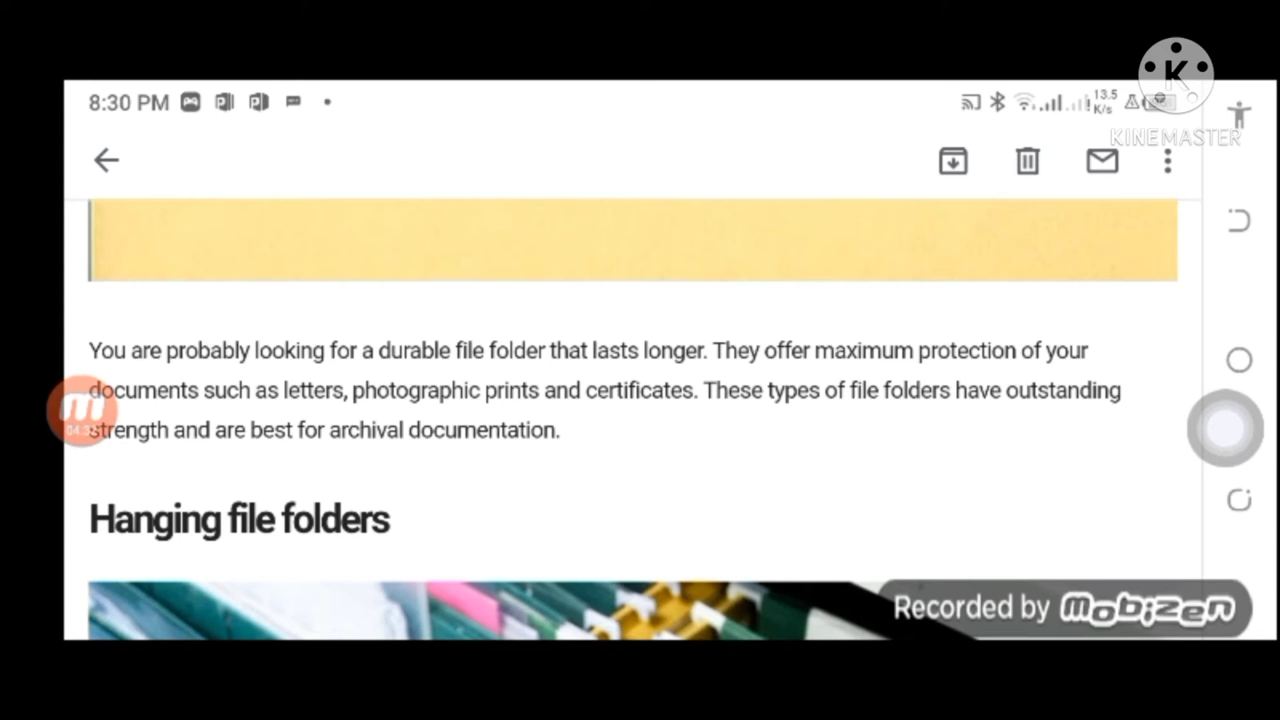 8:30 PM
13.5
K/s
K
KINEMASTER
You are probably looking for a durable file folder that lasts longer. They offer maximum protection of your
documents such as letters, photographic prints and certificates. These types of file folders have outstanding
strength and are best for archival documentation.
m
Hanging file folders
Recorded by mobizen